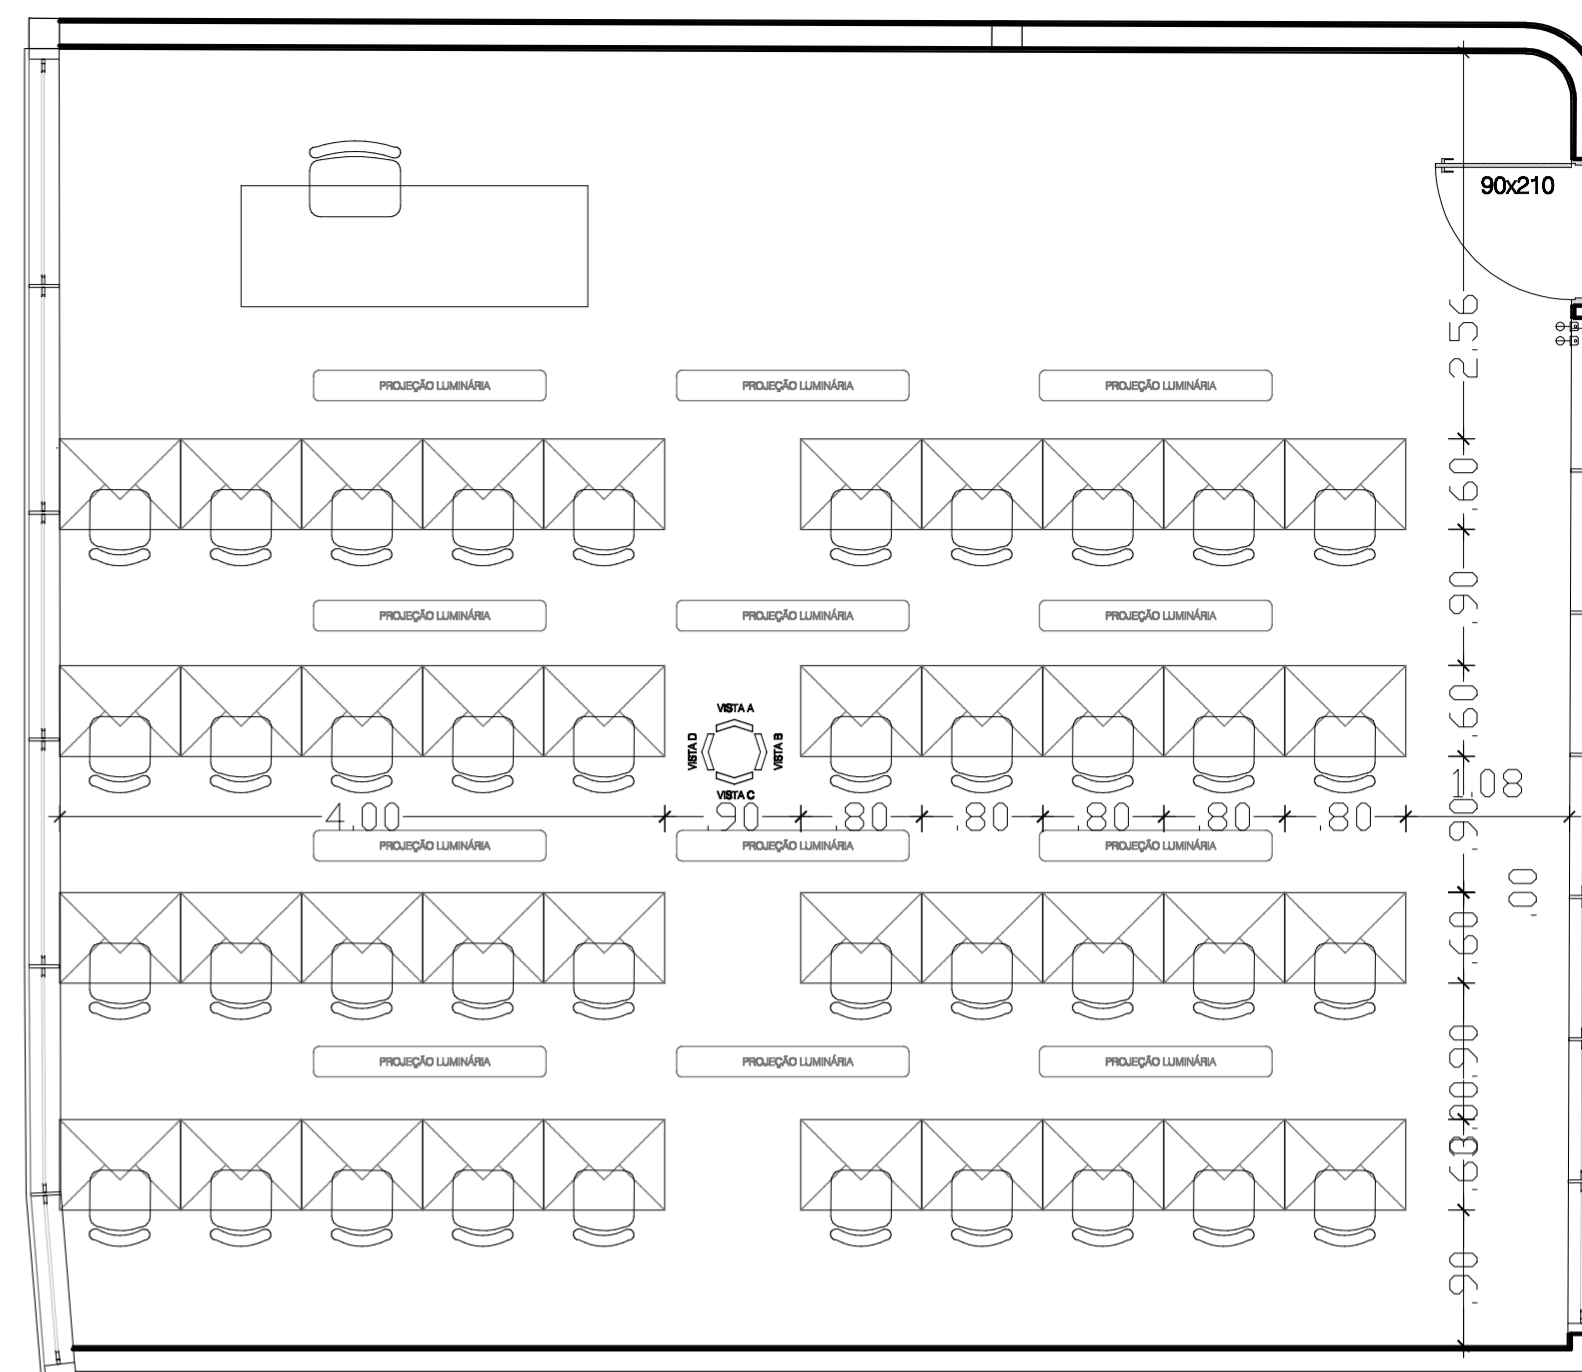 90x210
2.56
PROJEÇÃO LUMINÁRIA PROJEÇÃO LUMINÁRIA PROJEÇÃO LUMINÁRIA
.60
.90
PROJEÇÃO LUMINÁRIA PROJEÇÃO LUMINÁRIA PROJEÇÃO LUMINÁRIA
.60
VISTA A
VISTA D
VISTA B
VISTA C
1.08
4.00 .90 .80 .80 .80 .80 .80
.90
PROJEÇÃO LUMINÁRIA PROJEÇÃO LUMINÁRIA PROJEÇÃO LUMINÁRIA
.00
.60
.90
PROJEÇÃO LUMINÁRIA PROJEÇÃO LUMINÁRIA PROJEÇÃO LUMINÁRIA
.60
.90